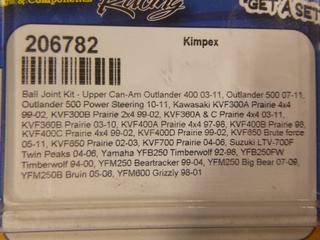 & Components
Racing
"GET A SET
206782
Kimpex
Ball Joint Kit - Upper Can-Am Outlander 400 03-11, Outlander 500 07-11,
Outlander 500 Power Steering 10-11, Kawasaki KVF300A Prairie 4x4
99-02, KVF300B Prairie 2x4 99-02, KVF360A & C Prairie 4x4 03-11,
KVF360B Prairie 03-10, KVF400A Prairie 4x4 97-98, KVF400B Prairie 98,
KVF400C Prairie 4x4 99-02, KVF400D Prairie 99-02, KVF650 Brute force
05-11, KVF650 Prairie 02-03, KVF700 Prairie 04-06, Suzuki LTV-700F
Twin Peaks 04-06, Yamaha YFB250 Timberwolf 92-98, YFB250FW
Timberwolf 94-00, YFM250 Beartracker 99-04, YFM250 Big Bear 07-09,
YFM250B Bruin 05-06, YFM600 Grizzly 98-01